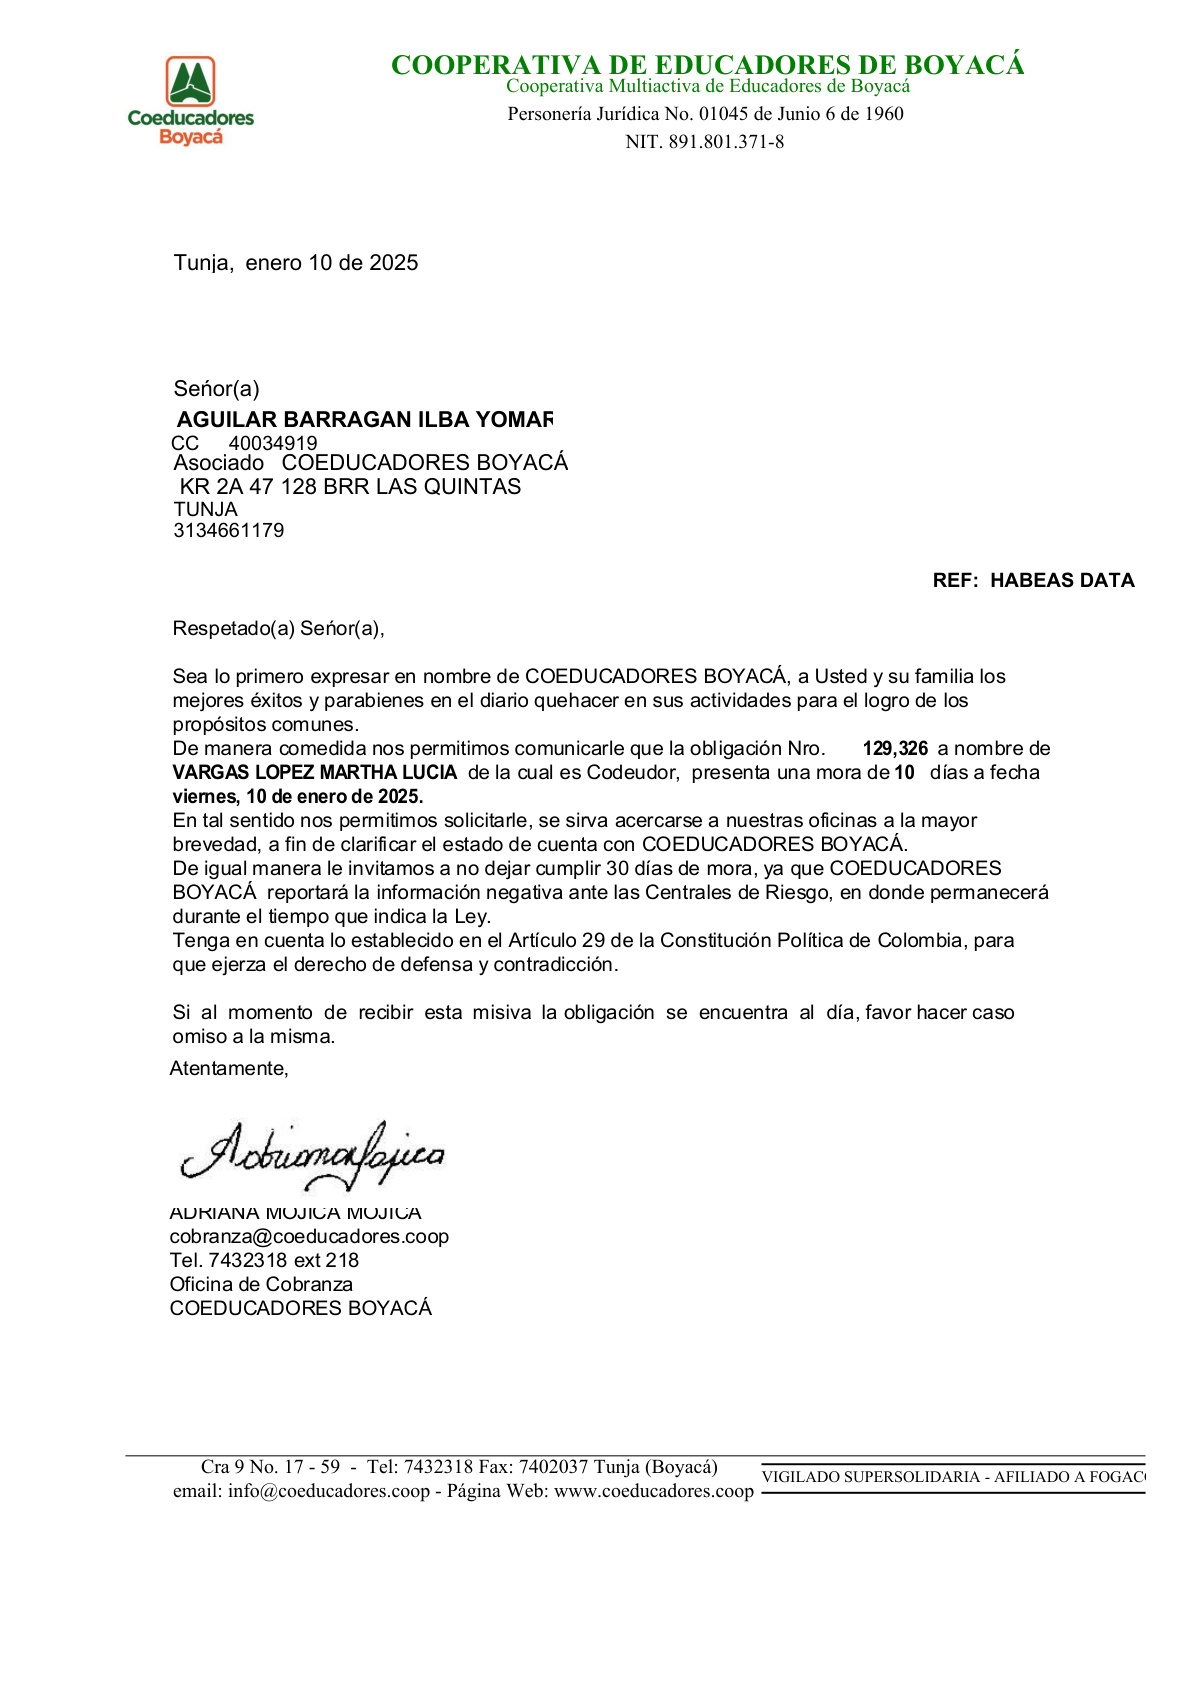 Coeducadores
Boyacá
COOPERATIVA DE EDUCADORES DE BOYACÁ
Cooperativa Multiactiva de Educadores de Boyacá
Personería Jurídica No. 01045 de Junio 6 de 1960
NIT. 891.801.371-8
Tunja, enero 10 de 2025
Seńor(a)
AGUILAR BARRAGAN ILBA YOMAR
CC 40034919
Asociado COEDUCADORES BOYACÁ
KR 2A 47 128 BRR LAS QUINTAS
TUNJA
3134661179
REF: HABEAS DATA
Respetado(a) Seńor(a),
Sea lo primero expresar en nombre de COEDUCADORES BOYACÁ, a Usted y su familia los
mejores éxitos y parabienes en el diario quehacer en sus actividades para el logro de los
propósitos comunes.
De manera comedida nos permitimos comunicarle que la obligación Nro. 129,326 a nombre de
VARGAS LOPEZ MARTHA LUCIA de la cual es Codeudor, presenta una mora de 10 días a fecha
viernes, 10 de enero de 2025.
En tal sentido nos permitimos solicitarle, se sirva acercarse a nuestras oficinas a la mayor
brevedad, a fin de clarificar el estado de cuenta con COEDUCADORES BOYACÁ.
De igual manera le invitamos a no dejar cumplir 30 días de mora, ya que COEDUCADORES
BOYACÁ reportará la información negativa ante las Centrales de Riesgo, en donde permanecerá
durante el tiempo que indica la Ley.
Tenga en cuenta lo establecido en el Artículo 29 de la Constitución Política de Colombia, para
que ejerza el derecho de defensa y contradicción.
Si al momento de recibir esta misiva la obligación se encuentra al día, favor hacer caso
omiso a la misma.
Atentamente,
ADRIANA MOJICA MOJICA
cobranza@coeducadores.coop
Tel. 7432318 ext 218
Oficina de Cobranza
COEDUCADORES BOYACÁ
Cra 9 No. 17 - 59 - Tel: 7432318 Fax: 7402037 Tunja (Boyacá)
email: info@coeducadores.coop - Página Web: www.coeducadores.coop
VIGILADO SUPERSOLIDARIA - AFILIADO A FOGAC